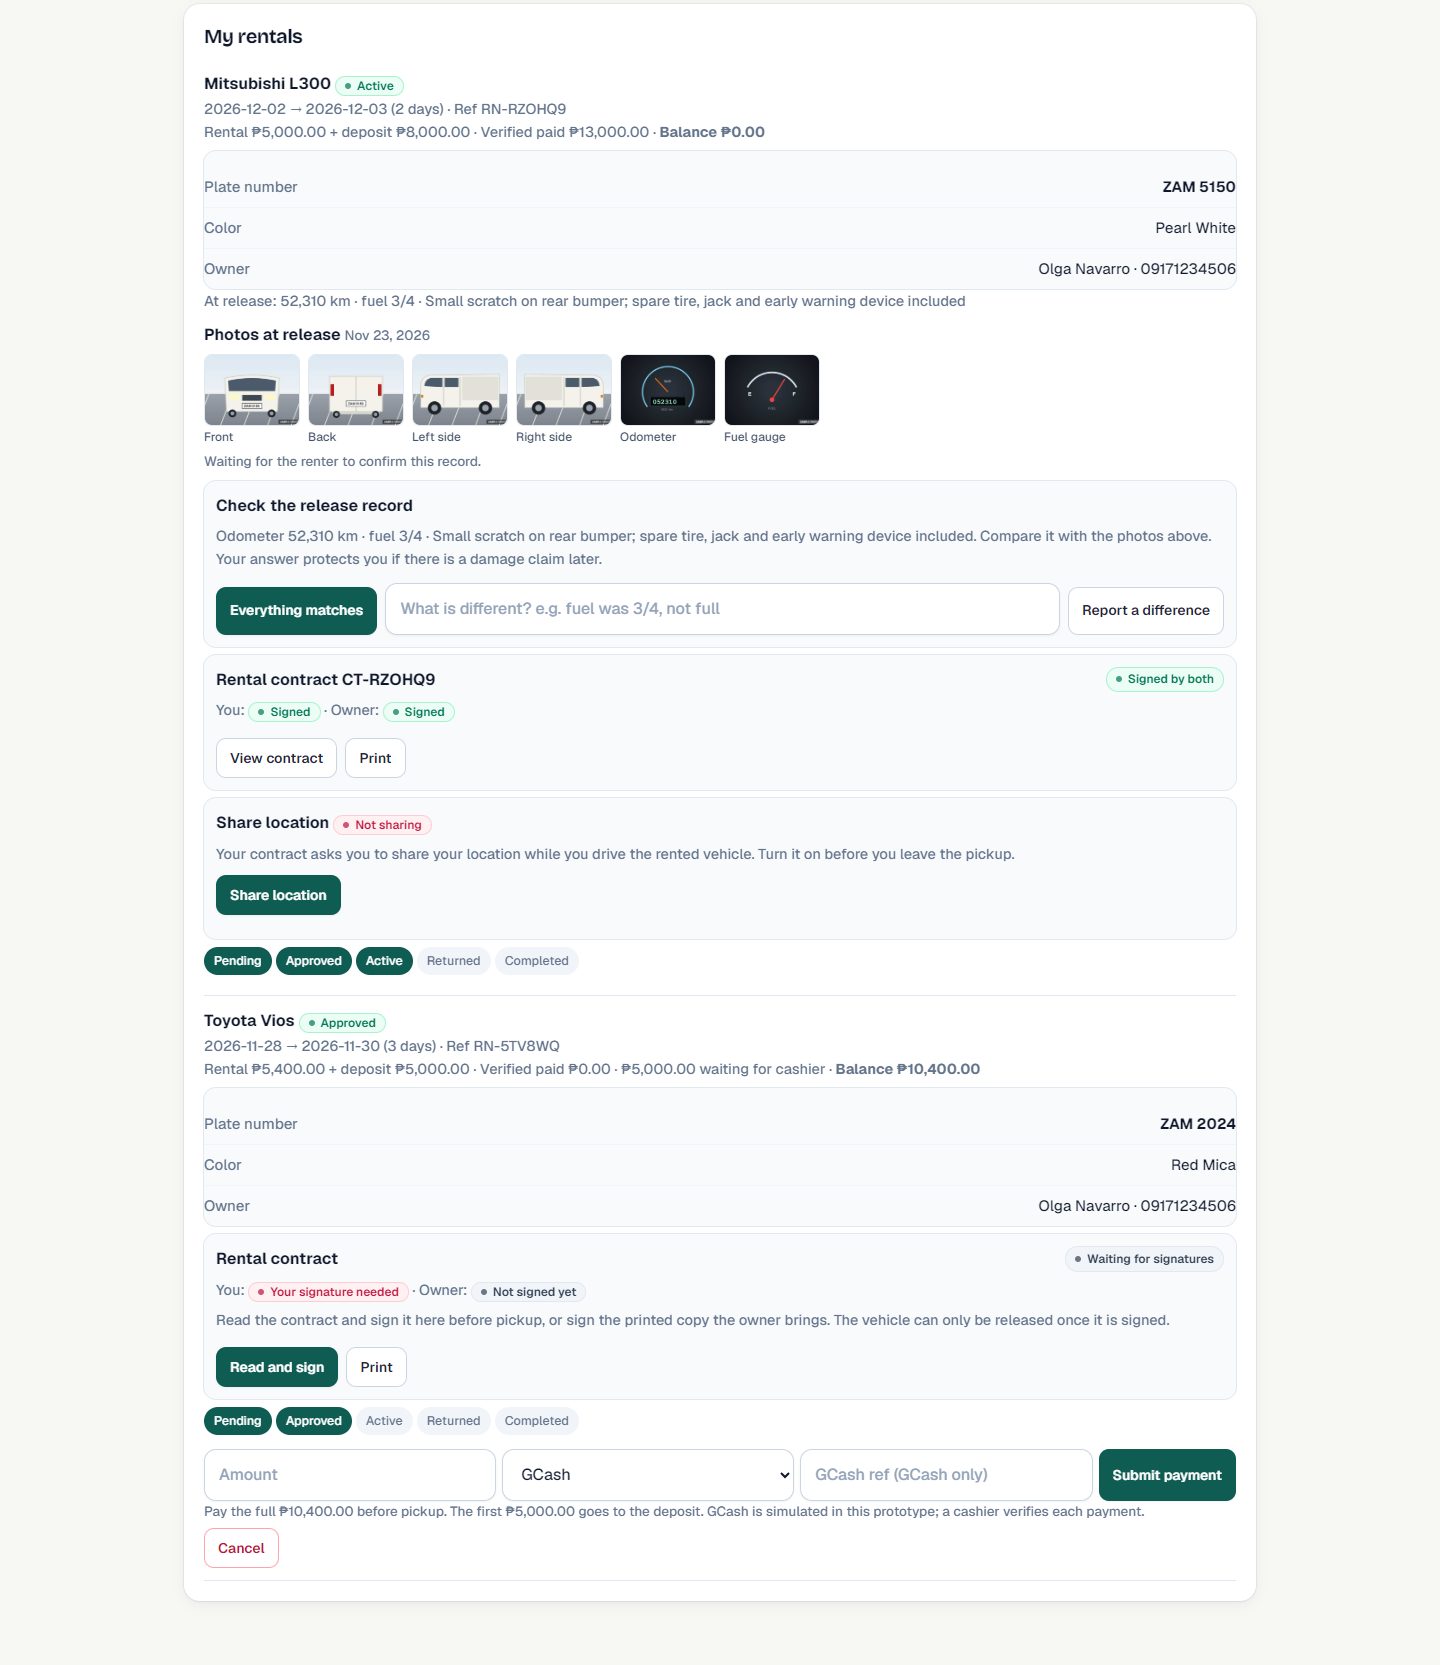 My rentals
Mitsubishi L300 Active
2026-12-02 → 2026-12-03 (2 days) · Ref RN-RZOHQ9
Rental ₱5,000.00 + deposit ₱8,000.00 · Verified paid ₱13,000.00 · Balance ₱0.00
Plate number ZAM 5150
Color Pearl White
Owner Olga Navarro · 09171234506
At release: 52,310 km · fuel 3/4 · Small scratch on rear bumper; spare tire, jack and early warning device included
Photos at release Nov 23, 2026
052310
E F
Front Back Left side Right side Odometer Fuel gauge
Waiting for the renter to confirm this record.
Check the release record
Odometer 52,310 km · fuel 3/4 · Small scratch on rear bumper; spare tire, jack and early warning device included. Compare it with the photos above.
Your answer protects you if there is a damage claim later.
Everything matches What is different? e.g. fuel was 3/4, not full Report a difference
Rental contract CT-RZOHQ9 Signed by both
You: Signed · Owner: Signed
View contract Print
Share location Not sharing
Your contract asks you to share your location while you drive the rented vehicle. Turn it on before you leave the pickup.
Share location
Pending Approved Active Returned Completed
Toyota Vios Approved
2026-11-28 → 2026-11-30 (3 days) · Ref RN-5TV8WQ
Rental ₱5,400.00 + deposit ₱5,000.00 · Verified paid ₱0.00 · ₱5,000.00 waiting for cashier · Balance ₱10,400.00
Plate number ZAM 2024
Color Red Mica
Owner Olga Navarro · 09171234506
Rental contract Waiting for signatures
You: Your signature needed · Owner: Not signed yet
Read the contract and sign it here before pickup, or sign the printed copy the owner brings. The vehicle can only be released once it is signed.
Read and sign Print
Pending Approved Active Returned Completed
Amount GCash GCash ref (GCash only) Submit payment
Pay the full ₱10,400.00 before pickup. The first ₱5,000.00 goes to the deposit. GCash is simulated in this prototype; a cashier verifies each payment.
Cancel